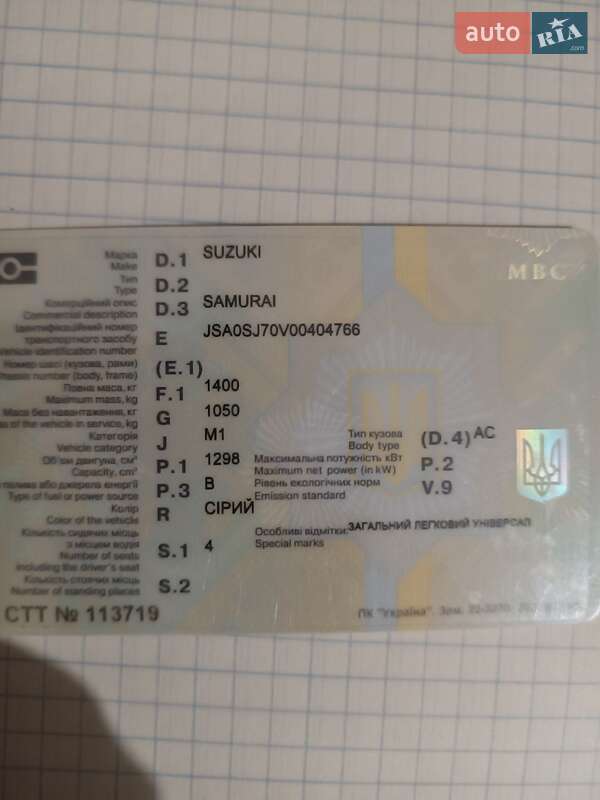 auto RIA.com
МВС
Марка D.1 SUZUKI
Make
Тип D.2
Type
Комерційний опис D.3 SAMURAI
Commercial description
Ідентифікаційний номер E JSA0SJ70V00404766
транспортного засобу
Vehicle identification number
Номер шасі (кузова, рами) (E.1)
number (body, frame)
Повна маса, кг F.1 1400
Maximum mass, kg
Маса без навантаження, кг G 1050
of the vehicle in service, kg
Категорія J M1
Vehicle category
Тип кузова (D.4) AC
Body type
Об'єм двигуна, см³ P.1 1298
Capacity, cm³
Максимальна потужність кВт P.2
Maximum net power (in kW)
палива або джерела енергії P.3 B
Type of fuel or power source
Рівень екологічних норм V.9
Emission standard
Колір R СІРИЙ
Color of the vehicle
Кількість сидячих місць S.1 4
з місцем водія
Number of seats
including the driver's seat
Особливі відмітки: ЗАГАЛЬНИЙ ЛЕГКОВИЙ УНІВЕРСАЛ
Special marks
Кількість стоячих місць S.2
Number of standing places
СТТ № 113719
ПК "Україна". Зам.